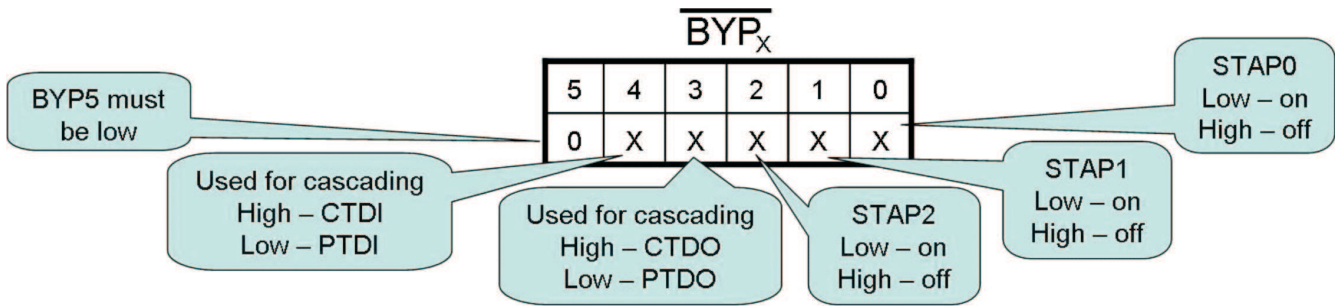 BYPX
5 4 3 2 1 0
0 X X X X X
BYP5 must
be low
Used for cascading
High – CTDI
Low – PTDI
Used for cascading
High – CTDO
Low – PTDO
STAP2
Low – on
High – off
STAP1
Low – on
High – off
STAP0
Low – on
High – off